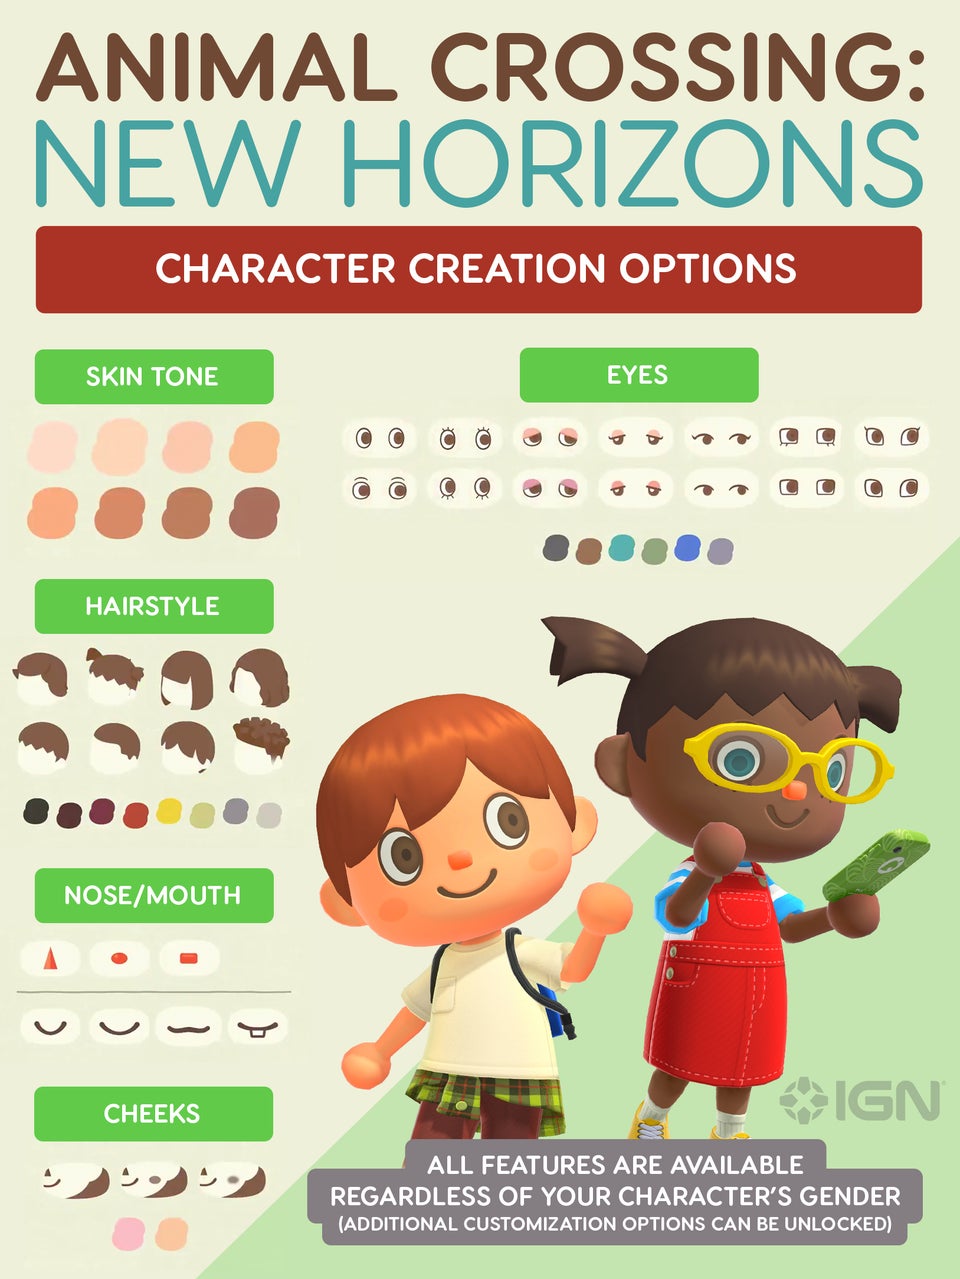 ANIMAL CROSSING:
NEW HORIZONS
CHARACTER CREATION OPTIONS
SKIN TONE
EYES
HAIRSTYLE
NOSE/MOUTH
CHEEKS
IGN
ALL FEATURES ARE AVAILABLE
REGARDLESS OF YOUR CHARACTER'S GENDER
(ADDITIONAL CUSTOMIZATION OPTIONS CAN BE UNLOCKED)